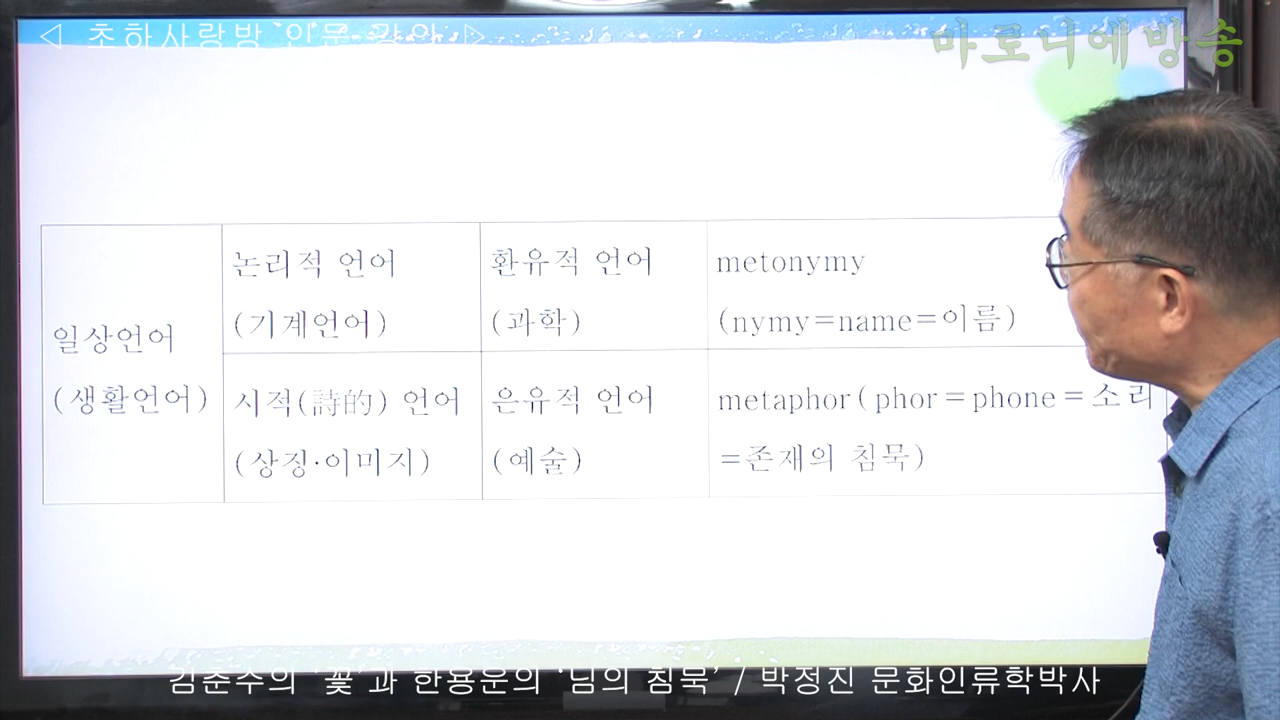 ◁ 초하사랑방 인문 강의 ▷
마로니에방송
일상언어
(생활언어)
논리적 언어
(기계언어)
환유적 언어
(과학)
metonymy
(nymy=name=이름)
시적(詩的) 언어
(상징·이미지)
은유적 언어
(예술)
metaphor(phor=phone=소리
=존재의 침묵)
김춘수의 ‘꽃’과 한용운의 ‘님의 침묵’ / 박정진 문화인류학박사